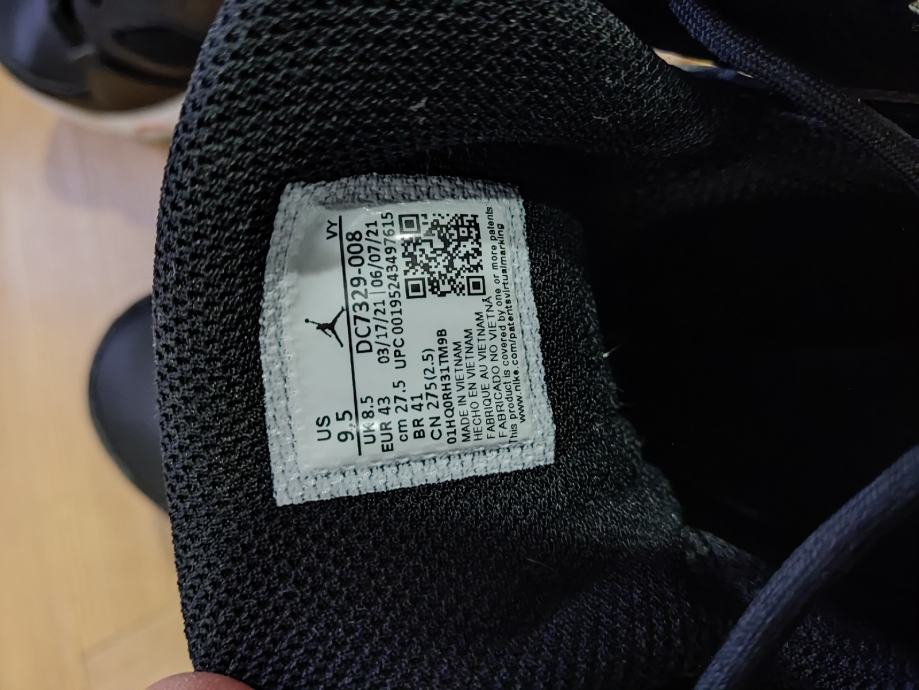 VY
US
9.5
DC7329-008
UK 8.5
03/17/21 | 06/07/21
EUR 43
UPC 00195243497615
cm 27.5
BR 41
CN 275(2.5)
01HQ0RH31TM9B
MADE IN VIETNAM
HECHO EN VIETNAM
FABRIQUE AU VIETNAM
FABRICADO NO VIETNÃ
This product is covered by one or more patents
www.nike.com/patentsvirtualmarking